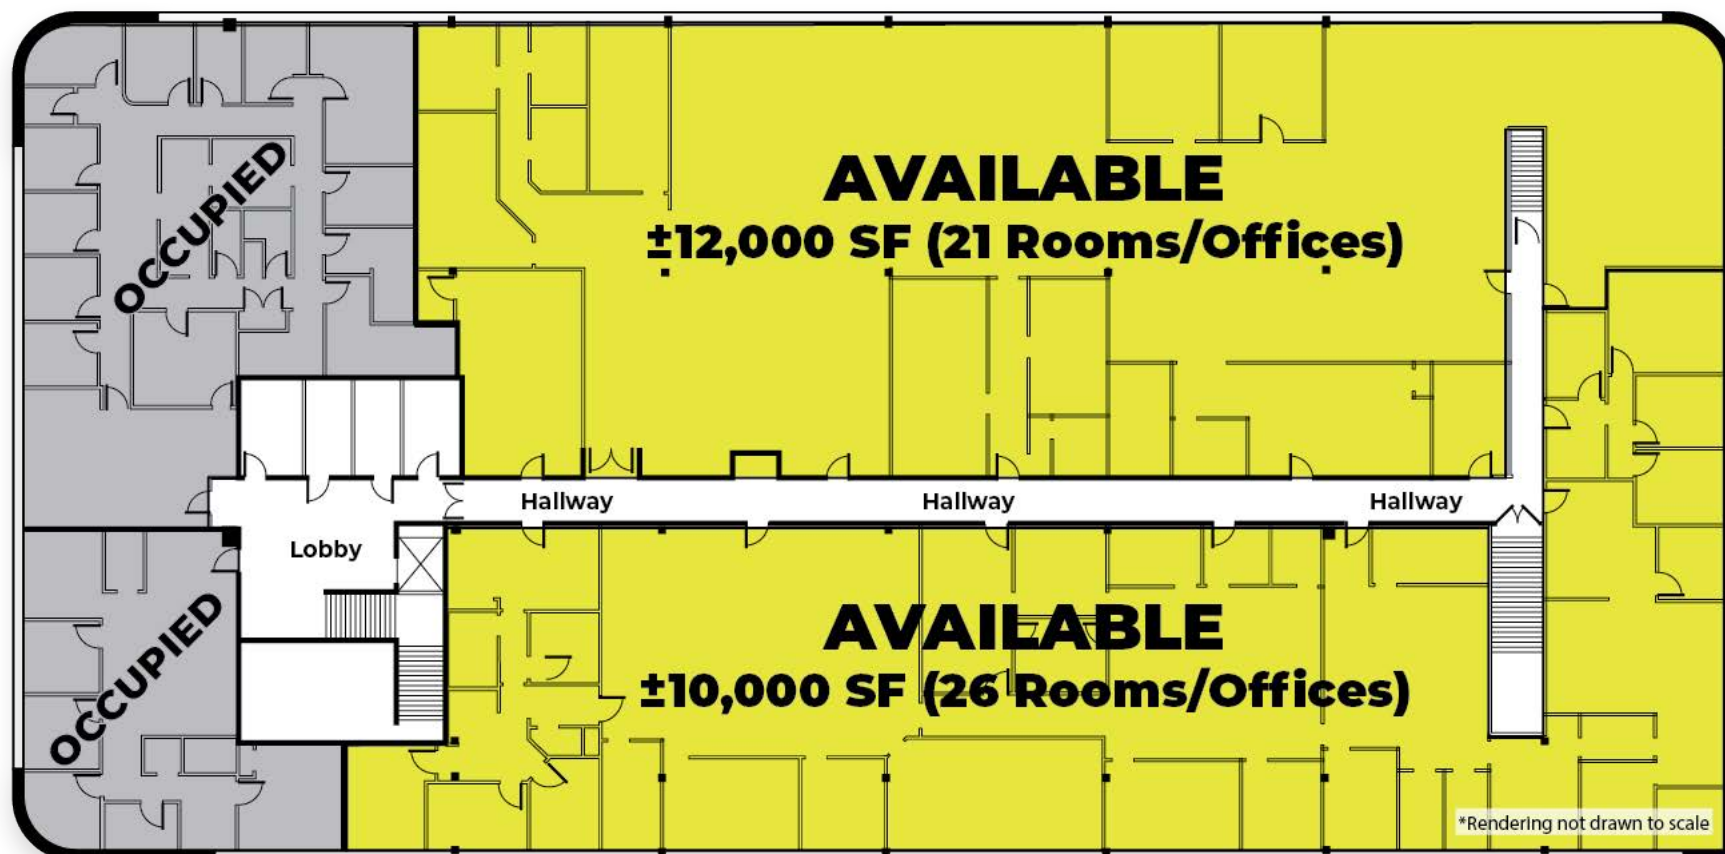 OCCUPIED
AVAILABLE
±12,000 SF (21 Rooms/Offices)
Hallway
Hallway
Hallway
Lobby
OCCUPIED
AVAILABLE
±10,000 SF (26 Rooms/Offices)
*Rendering not drawn to scale